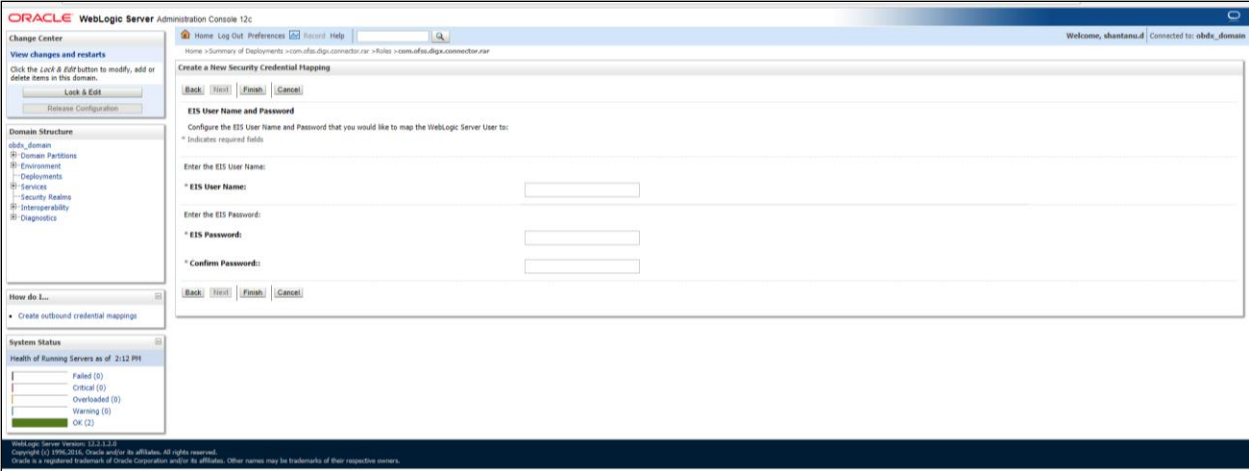 ORACLE WebLogic Server Administration Console 12c
Change Center
View changes and restarts
Click the Lock & Edit button to modify, add or
delete items in this domain.
Lock & Edit
Release Configuration
Domain Structure
obdx_domain
Domain Partitions
Environment
Deployments
Services
Security Realms
Interoperability
Diagnostics
How do I...
Create outbound credential mappings
System Status
Health of Running Servers as of 2:12 PM
Failed (0)
Critical (0)
Overloaded (0)
Warning (0)
OK (2)
Home Log Out Preferences Record Help
Welcome, shantanu.d Connected to: obdx_domain
Home >Summary of Deployments >com.ofss.digx.connector.rar >Roles >com.ofss.digx.connector.rar
Create a New Security Credential Mapping
Back Next Finish Cancel
EIS User Name and Password
Configure the EIS User Name and Password that you would like to map the WebLogic Server User to:
* Indicates required fields
Enter the EIS User Name:
* EIS User Name:
Enter the EIS Password:
* EIS Password:
* Confirm Password::
Back Next Finish Cancel
WebLogic Server Version: 12.2.1.2.0
Copyright (c) 1996,2016, Oracle and/or its affiliates. All rights reserved.
Oracle is a registered trademark of Oracle Corporation and/or its affiliates. Other names may be trademarks of their respective owners.